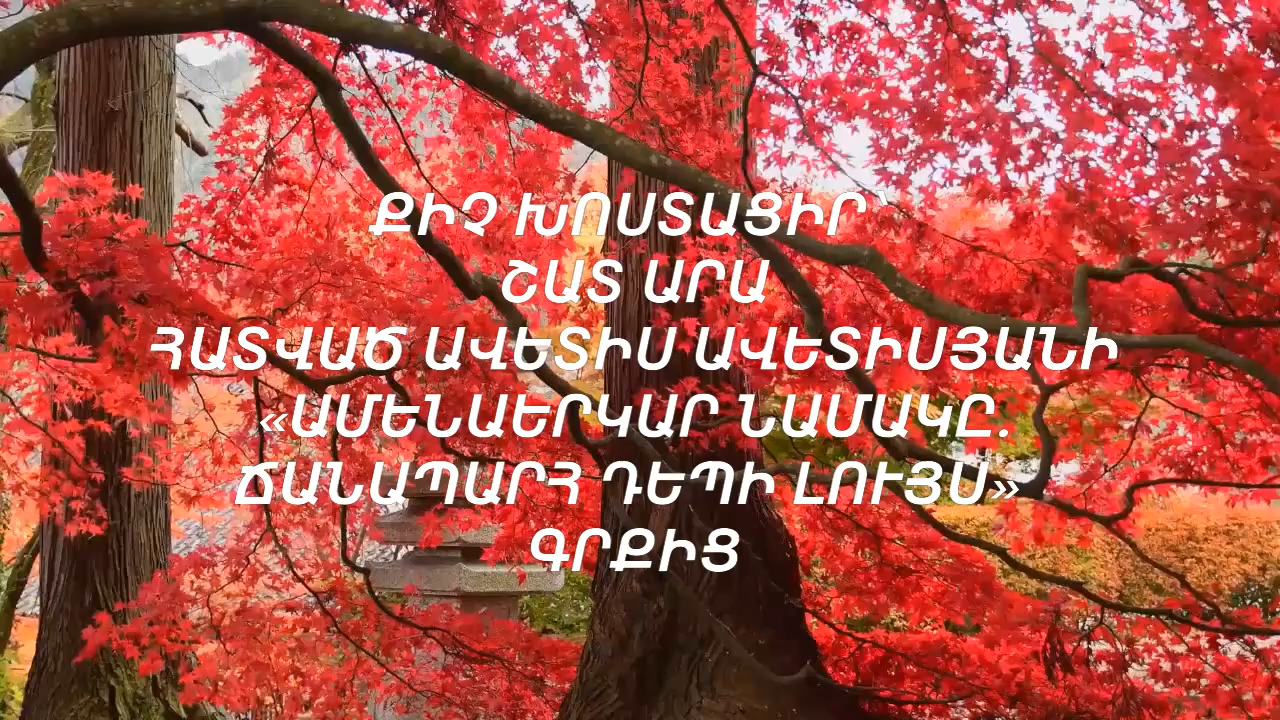 ՔԻՉ ԽՈՍՏԱՑԻՐ
ՇԱՏ ԱՐԱ
ՀԱՏՎԱԾ ԱՎԵՏԻՍ ԱՎԵՏԻՍՅԱՆԻ
«ԱՄԵՆԱԵՐԿԱՐ ՆԱՄԱԿԸ.
ՃԱՆԱՊԱՐՀ ԴԵՊԻ ԼՈՒՅՍ»
ԳՐՔԻՑ